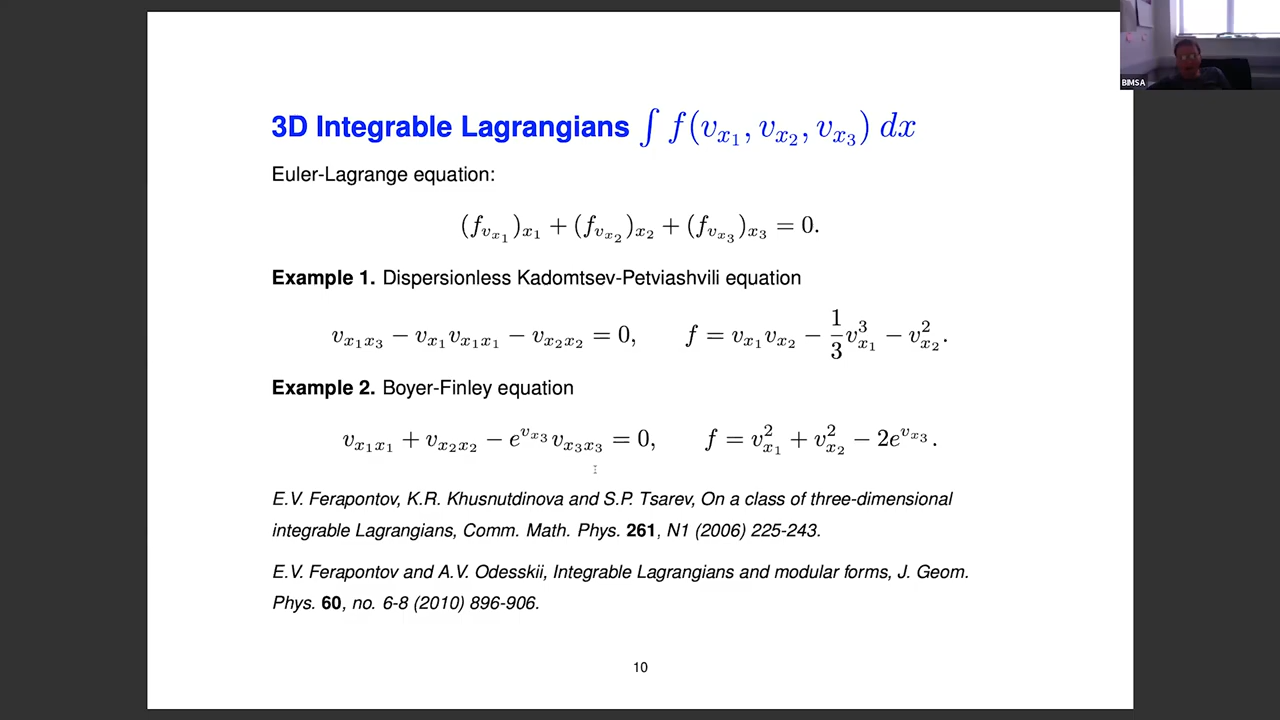 BIMSA
3D Integrable Lagrangians ∫ f(v_{x_1}, v_{x_2}, v_{x_3}) dx
Euler-Lagrange equation:
(f_{v_{x_1}})_{x_1} + (f_{v_{x_2}})_{x_2} + (f_{v_{x_3}})_{x_3} = 0.
Example 1. Dispersionless Kadomtsev-Petviashvili equation
v_{x_1x_3} − v_{x_1}v_{x_1x_1} − v_{x_2x_2} = 0, f = v_{x_1}v_{x_2} − \frac{1}{3}v_{x_1}^3 − v_{x_2}^2.
Example 2. Boyer-Finley equation
v_{x_1x_1} + v_{x_2x_2} − e^{v_{x_3}}v_{x_3x_3} = 0, f = v_{x_1}^2 + v_{x_2}^2 − 2e^{v_{x_3}}.
E.V. Ferapontov, K.R. Khusnutdinova and S.P. Tsarev, On a class of three-dimensional
integrable Lagrangians, Comm. Math. Phys. 261, N1 (2006) 225-243.
E.V. Ferapontov and A.V. Odesskii, Integrable Lagrangians and modular forms, J. Geom.
Phys. 60, no. 6-8 (2010) 896-906.
10